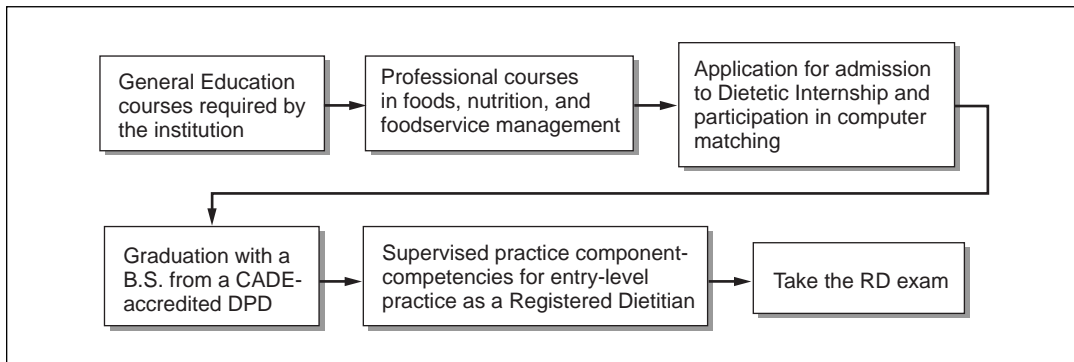 General Education
courses required by
the institution
Professional courses
in foods, nutrition, and
foodservice management
Application for admission
to Dietetic Internship and
participation in computer
matching
Graduation with a
B.S. from a CADE-
accredited DPD
Supervised practice component-
competencies for entry-level
practice as a Registered Dietitian
Take the RD exam